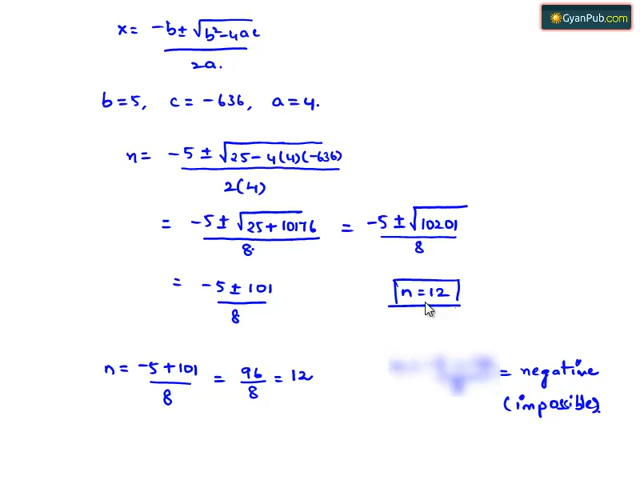 GyanPub.com
x = -b ± √b² - 4ac / 2a.
b = 5, c = -636, a = 4.
n = -5 ± √25 - 4(4)(-636) / 2(4)
= -5 ± √25 + 10176 / 8. = -5 ± √10201 / 8
= -5 ± 101 / 8
n = 12
n = -5 + 101 / 8 = 96 / 8 = 12
= negative
(impossible)